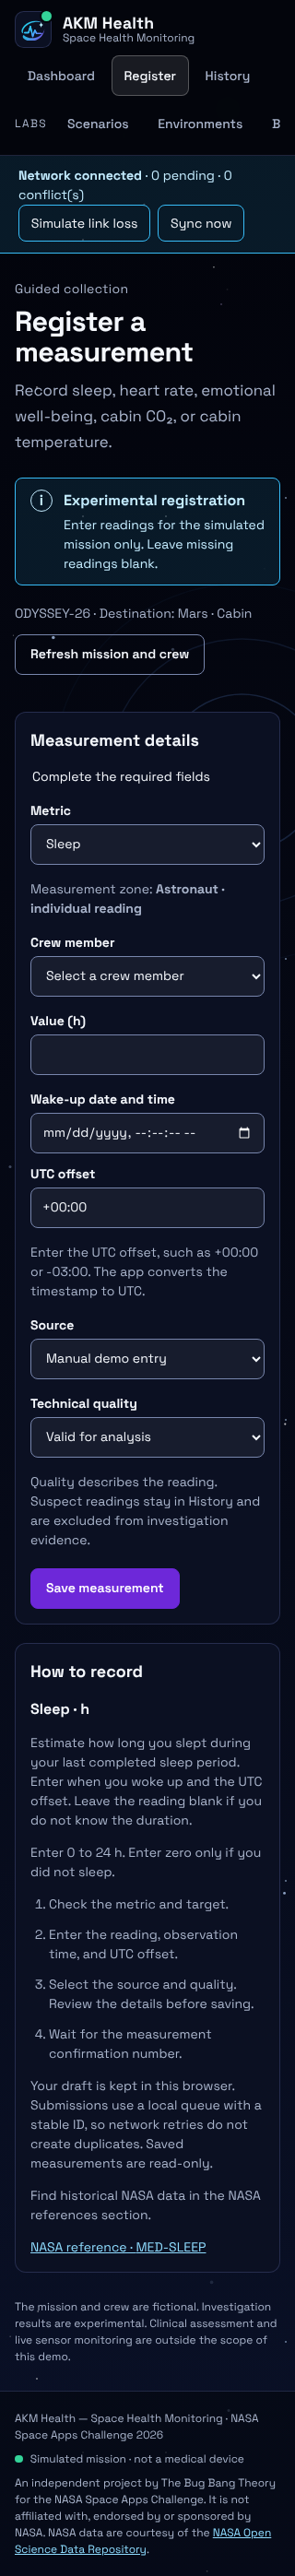 AKM Health
Space Health Monitoring
Dashboard Register History
LABS Scenarios Environments B
Network connected · 0 pending · 0
conflict(s)
Simulate link loss Sync now
Guided collection
Register a
measurement
Record sleep, heart rate, emotional
well-being, cabin CO₂, or cabin
temperature.
i Experimental registration
Enter readings for the simulated
mission only. Leave missing
readings blank.
ODYSSEY-26 · Destination: Mars · Cabin
Refresh mission and crew
Measurement details
Complete the required fields
Metric
Sleep
Measurement zone: Astronaut ·
individual reading
Crew member
Select a crew member
Value (h)
Wake-up date and time
mm/dd/yyyy, --:--:-- --
UTC offset
+00:00
Enter the UTC offset, such as +00:00
or -03:00. The app converts the
timestamp to UTC.
Source
Manual demo entry
Technical quality
Valid for analysis
Quality describes the reading.
Suspect readings stay in History and
are excluded from investigation
evidence.
Save measurement
How to record
Sleep · h
Estimate how long you slept during
your last completed sleep period.
Enter when you woke up and the UTC
offset. Leave the reading blank if you
do not know the duration.
Enter 0 to 24 h. Enter zero only if you
did not sleep.
1. Check the metric and target.
2. Enter the reading, observation
time, and UTC offset.
3. Select the source and quality.
Review the details before saving.
4. Wait for the measurement
confirmation number.
Your draft is kept in this browser.
Submissions use a local queue with a
stable ID, so network retries do not
create duplicates. Saved
measurements are read-only.
Find historical NASA data in the NASA
references section.
NASA reference · MED-SLEEP
The mission and crew are fictional. Investigation
results are experimental. Clinical assessment and
live sensor monitoring are outside the scope of
this demo.
AKM Health — Space Health Monitoring · NASA
Space Apps Challenge 2026
Simulated mission · not a medical device
An independent project by The Bug Bang Theory
for the NASA Space Apps Challenge. It is not
affiliated with, endorsed by or sponsored by
NASA. NASA data are courtesy of the NASA Open
Science Data Repository.